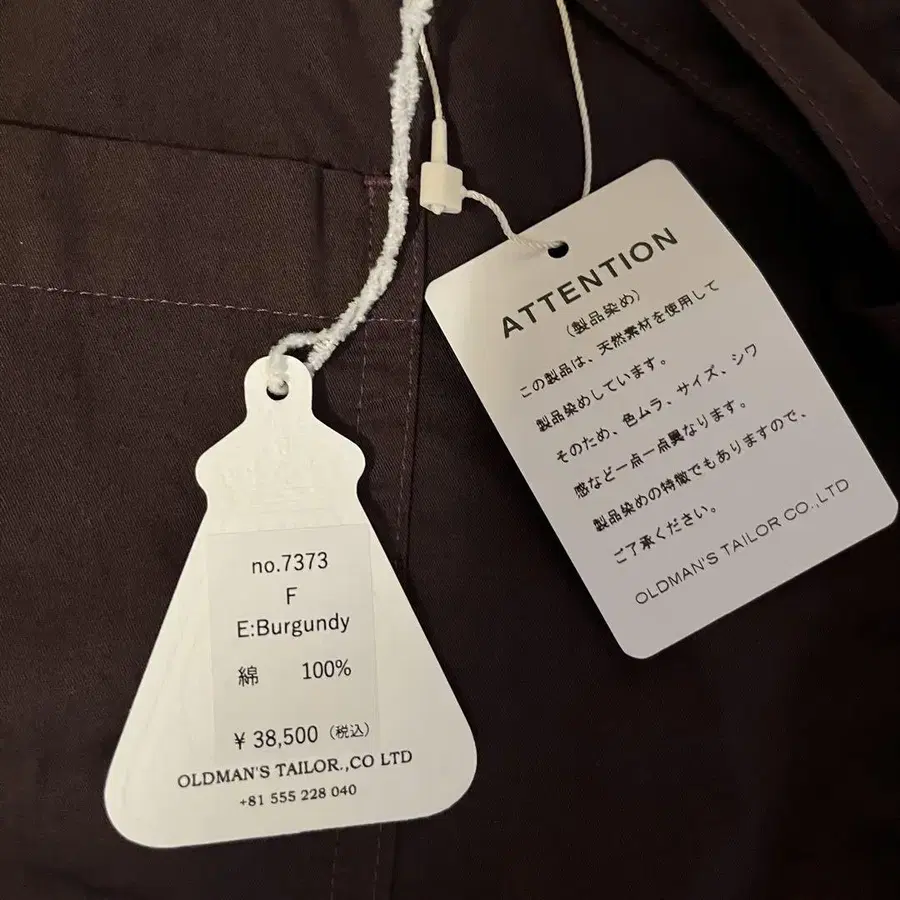 no.7373
F
E:Burgundy
綿 100%
¥ 38,500（税込）
OLDMAN'S TAILOR.,CO LTD
+81 555 228 040
ATTENTION
（製品染め）
この製品は、天然素材を使用して
製品染めしています。
そのため、色ムラ、サイズ、シワ
感など一点一点異なります。
製品染めの特徴でもありますので、
ご了承ください。
OLDMAN'S TAILOR CO.,LTD